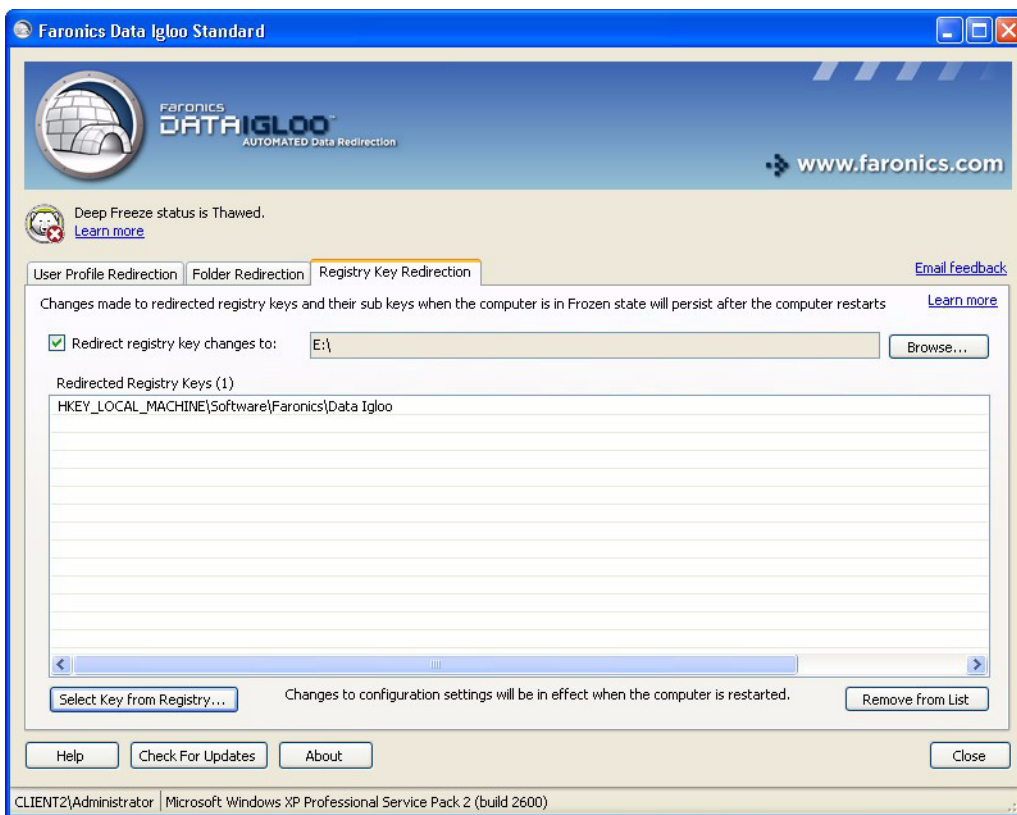 Faronics Data Igloo Standard
Faronics
DATAIGLOO™
AUTOMATED Data Redirection
www.faronics.com
Deep Freeze status is Thawed.
Learn more
User Profile Redirection Folder Redirection Registry Key Redirection Email feedback
Changes made to redirected registry keys and their sub keys when the computer is in Frozen state will persist after the computer restarts Learn more
Redirect registry key changes to: E:\ Browse...
Redirected Registry Keys (1)
HKEY_LOCAL_MACHINE\Software\Faronics\Data Igloo
Select Key from Registry... Changes to configuration settings will be in effect when the computer is restarted. Remove from List
Help Check For Updates About Close
CLIENT2\Administrator Microsoft Windows XP Professional Service Pack 2 (build 2600)